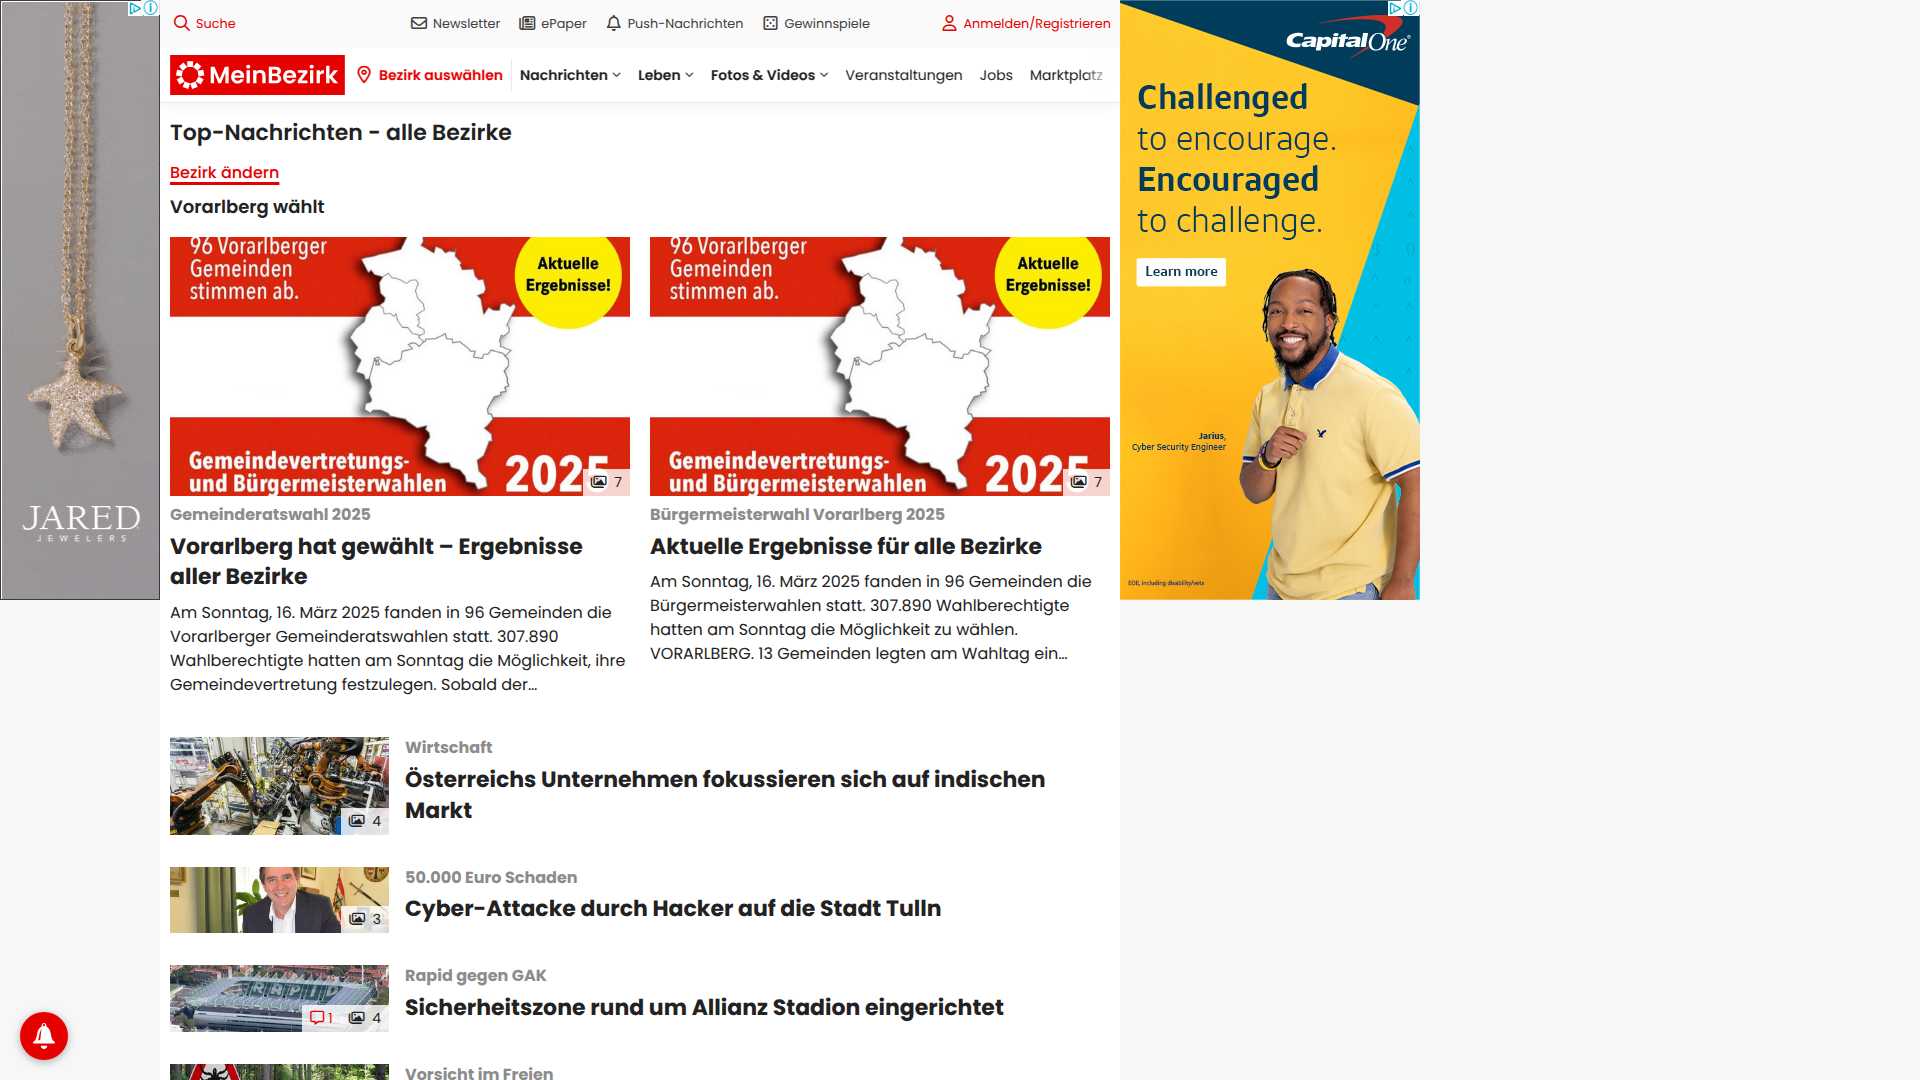 Suche
Newsletter
ePaper
Push-Nachrichten
Gewinnspiele
Anmelden/Registrieren
MeinBezirk
Bezirk auswählen
Nachrichten
Leben
Fotos & Videos
Veranstaltungen
Jobs
Marktplatz
Top-Nachrichten - alle Bezirke
Bezirk ändern
Vorarlberg wählt
96 Vorarlberger
Gemeinden
stimmen ab.
Aktuelle
Ergebnisse!
Gemeindevertretungs-
und Bürgermeisterwahlen
2025
7
Gemeinderatswahl 2025
Vorarlberg hat gewählt – Ergebnisse
aller Bezirke
Am Sonntag, 16. März 2025 fanden in 96 Gemeinden die
Vorarlberger Gemeinderatswahlen statt. 307.890
Wahlberechtigte hatten am Sonntag die Möglichkeit, ihre
Gemeindevertretung festzulegen. Sobald der...
96 Vorarlberger
Gemeinden
stimmen ab.
Aktuelle
Ergebnisse!
Gemeindevertretungs-
und Bürgermeisterwahlen
2025
7
Bürgermeisterwahl Vorarlberg 2025
Aktuelle Ergebnisse für alle Bezirke
Am Sonntag, 16. März 2025 fanden in 96 Gemeinden die
Bürgermeisterwahlen statt. 307.890 Wahlberechtigte
hatten am Sonntag die Möglichkeit zu wählen.
VORARLBERG. 13 Gemeinden legten am Wahltag ein...
4
Wirtschaft
Österreichs Unternehmen fokussieren sich auf indischen
Markt
3
50.000 Euro Schaden
Cyber-Attacke durch Hacker auf die Stadt Tulln
RAPID
1
4
Rapid gegen GAK
Sicherheitszone rund um Allianz Stadion eingerichtet
Vorsicht im Freien
JARED
JEWELERS
CapitalOne
Challenged
to encourage.
Encouraged
to challenge.
Learn more
Jarius,
Cyber Security Engineer
EOE, including disability/vets